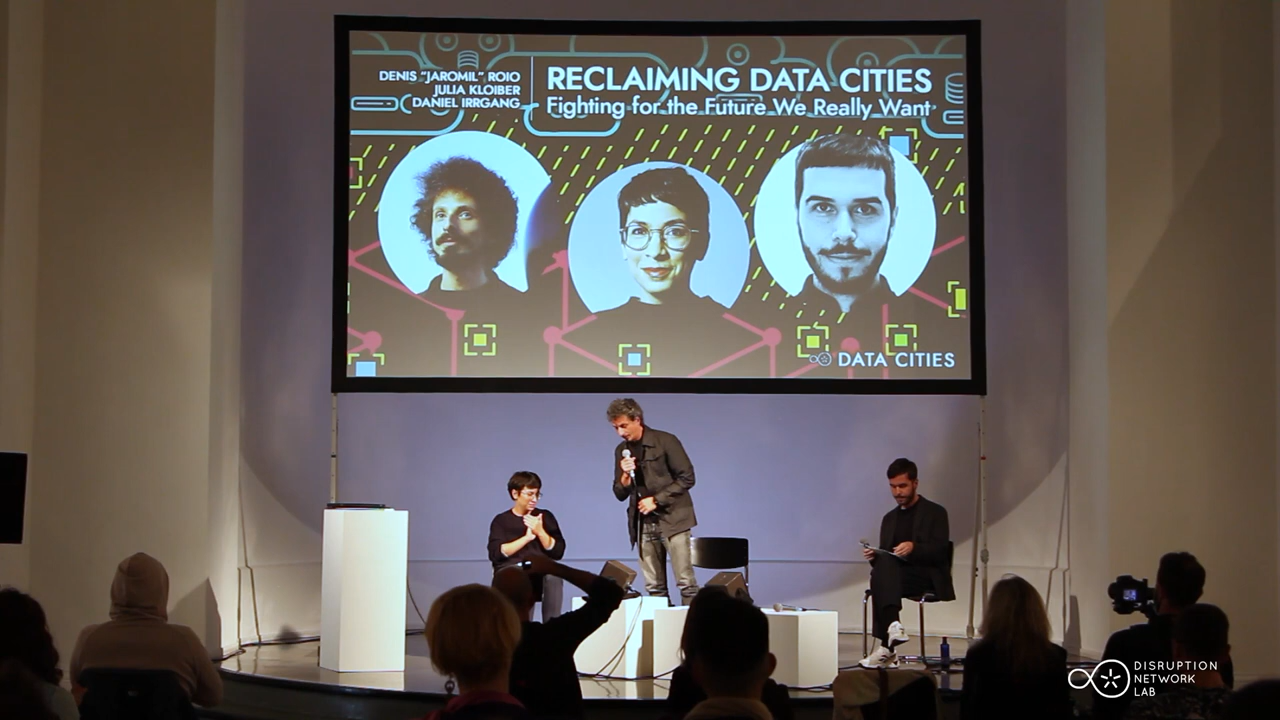 DENIS "JAROMIL" ROIO
JULIA KLOIBER
DANIEL IRRGANG
RECLAIMING DATA CITIES
Fighting for the Future We Really Want
DATA CITIES
DISRUPTION
NETWORK
LAB